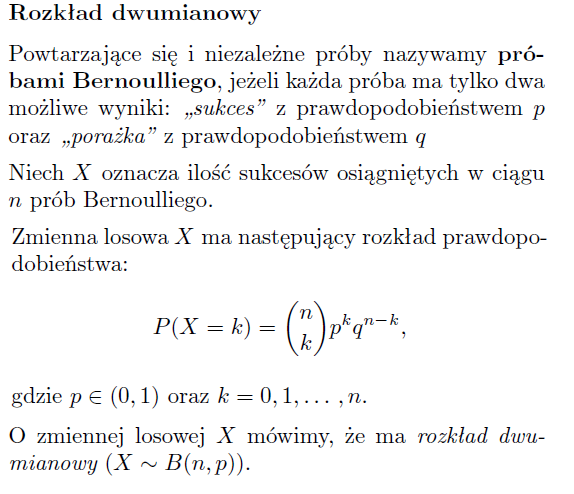 Rozkład dwumianowy
Powtarzające się i niezależne próby nazywamy pró-
bami Bernoulliego, jeżeli każda próba ma tylko dwa
możliwe wyniki: „sukces” z prawdopodobieństwem p
oraz „porażka” z prawdopodobieństwem q
Niech X oznacza ilość sukcesów osiągniętych w ciągu
n prób Bernoulliego.
Zmienna losowa X ma następujący rozkład prawdopo-
dobieństwa:
P(X = k) = \binom{n}{k} p^k q^{n-k},
gdzie p ∈ (0, 1) oraz k = 0, 1, . . . , n.
O zmiennej losowej X mówimy, że ma rozkład dwu-
mianowy (X ∼ B(n, p)).